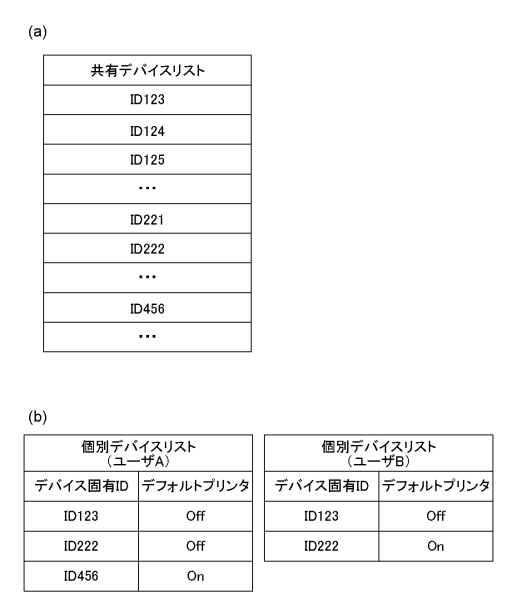 (a)
共有デバイスリスト
ID123
ID124
ID125
・・・
ID221
ID222
・・・
ID456
・・・
(b)
個別デバイスリスト
(ユーザA)
デバイス固有ID デフォルトプリンタ
ID123 Off
ID222 Off
ID456 On
個別デバイスリスト
(ユーザB)
デバイス固有ID デフォルトプリンタ
ID123 Off
ID222 On